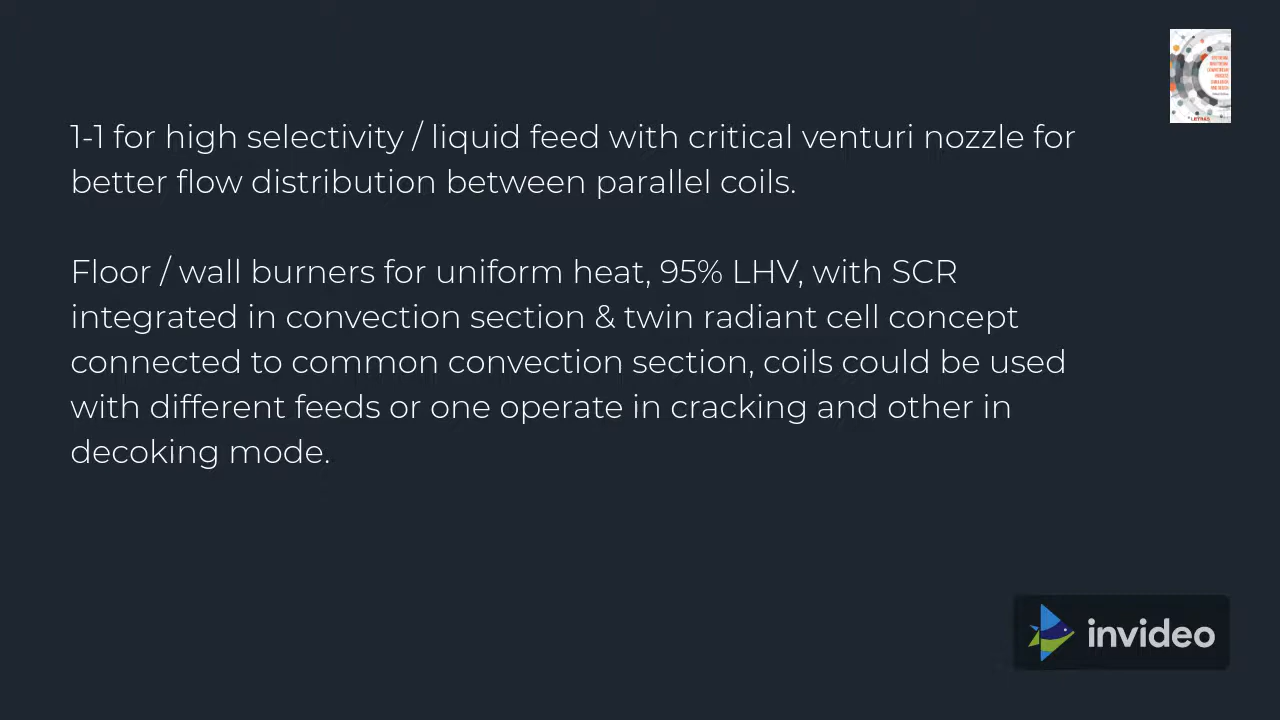 1-1 for high selectivity / liquid feed with critical venturi nozzle for
better flow distribution between parallel coils.
Floor / wall burners for uniform heat, 95% LHV, with SCR
integrated in convection section & twin radiant cell concept
connected to common convection section, coils could be used
with different feeds or one operate in cracking and other in
decoking mode.
invideo